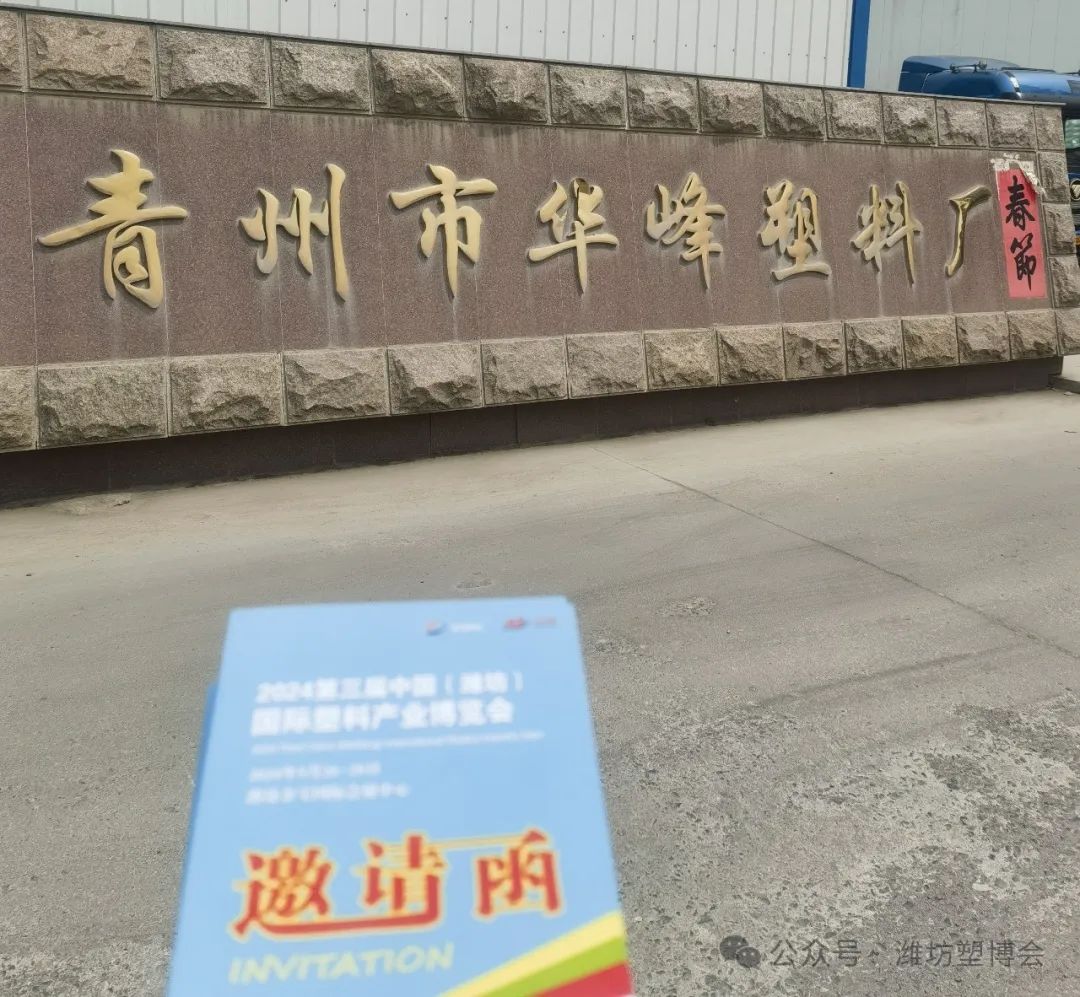 青州市华峰塑料厂
春節
2024第三届中国(潍坊)
国际塑料产业博览会
邀请函
INVITATION
公众号·潍坊塑博会